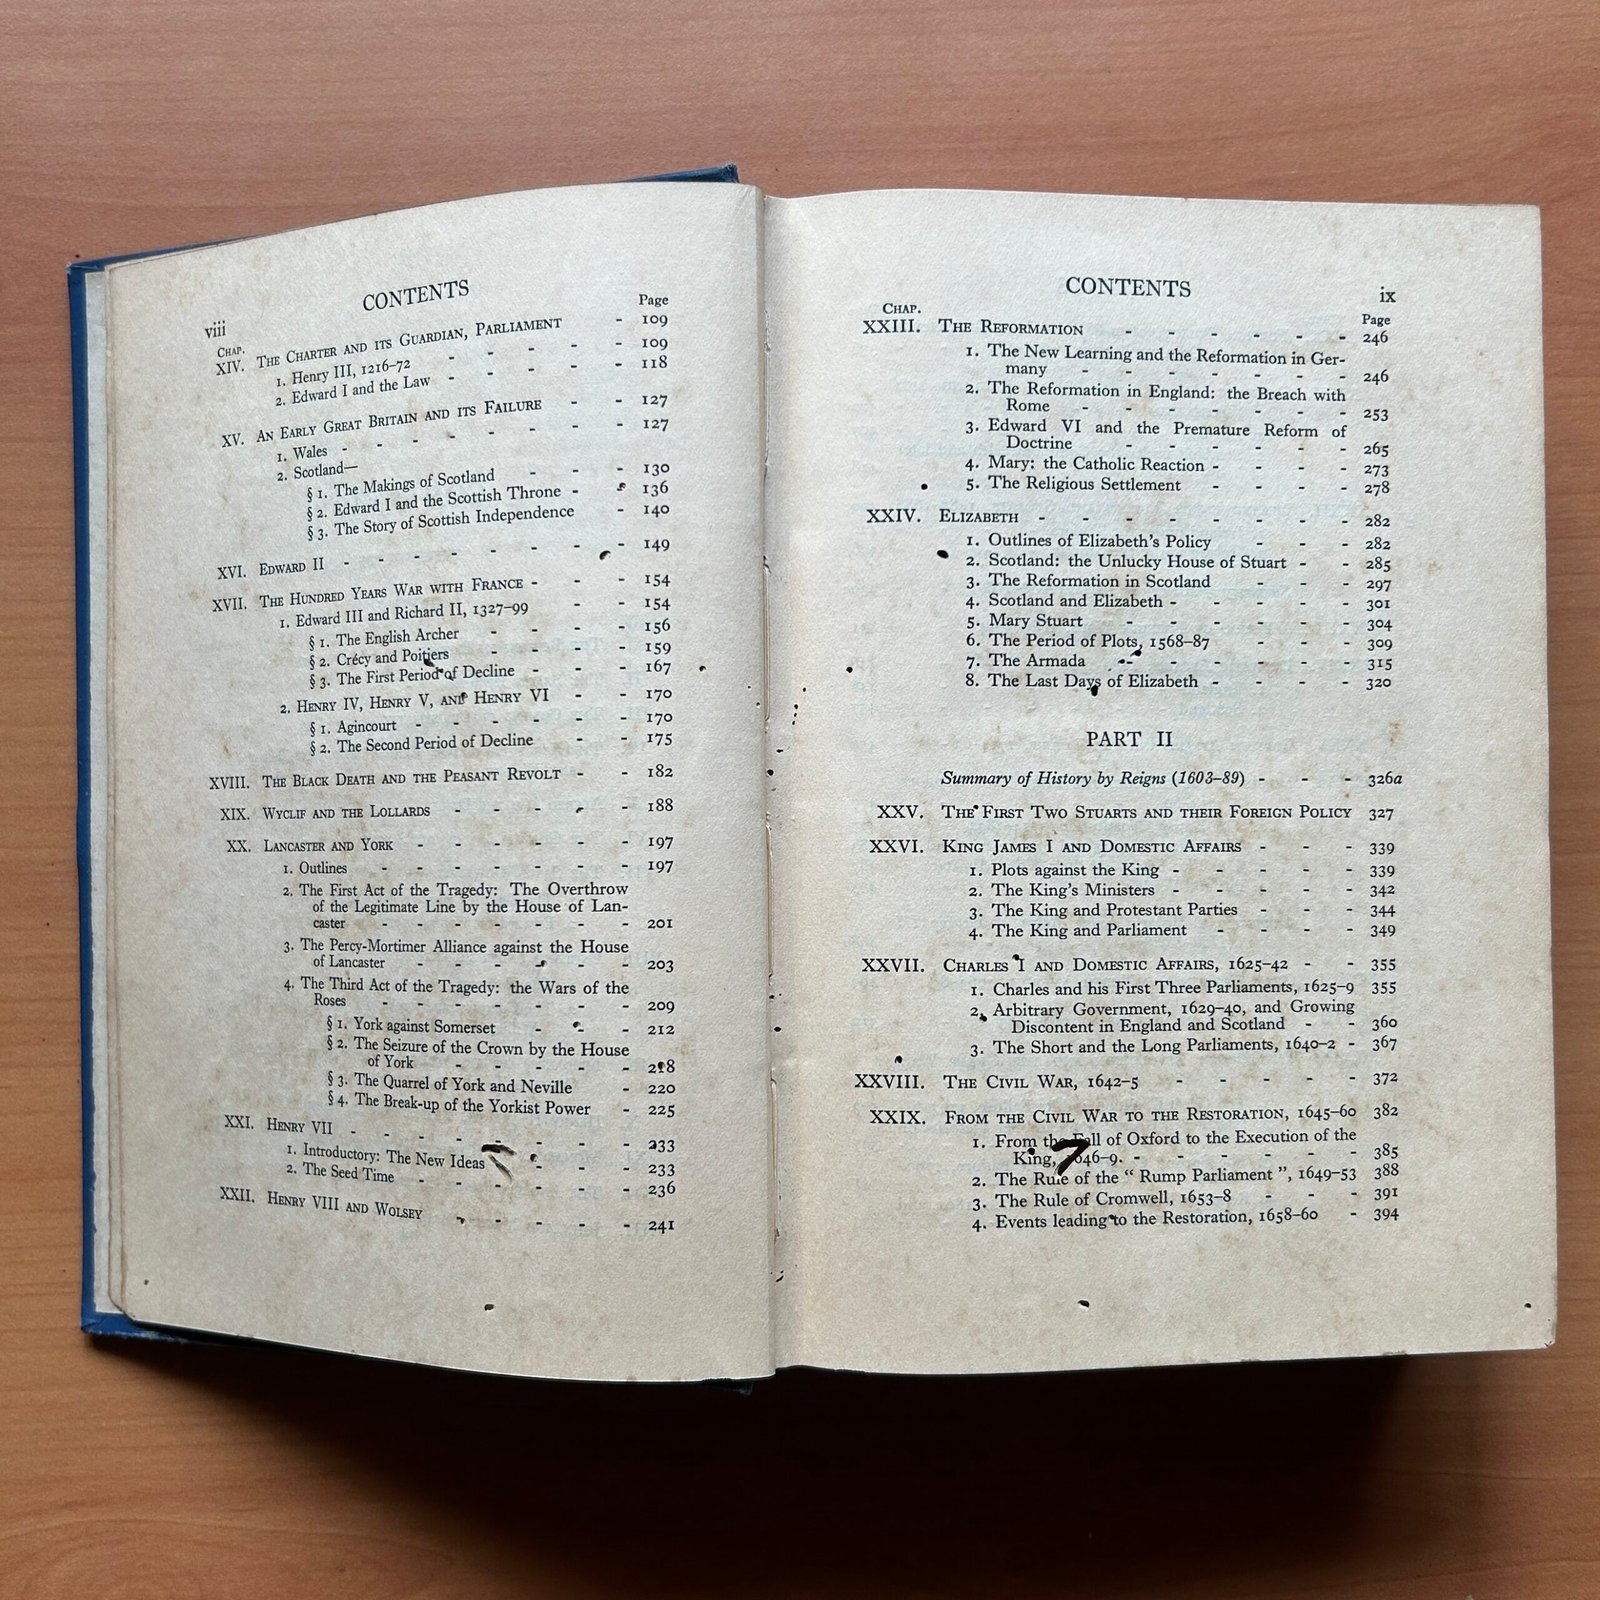 viii
CONTENTS
CHAP. Page
XIV. THE CHARTER AND ITS GUARDIAN, PARLIAMENT - 109
1. Henry III, 1216-72 - - - - - 109
2. Edward I and the Law - - - - - 118
XV. AN EARLY GREAT BRITAIN AND ITS FAILURE - - 127
1. Wales - - - - - - - 127
2. Scotland—
§ 1. The Makings of Scotland - - - 130
§ 2. Edward I and the Scottish Throne - - 136
§ 3. The Story of Scottish Independence - 140
XVI. EDWARD II - - - - - - - 149
XVII. THE HUNDRED YEARS WAR WITH FRANCE - - - 154
1. Edward III and Richard II, 1327-99 - - 154
§ 1. The English Archer - - - - 156
§ 2. Crécy and Poitiers - - - - 159
§ 3. The First Period of Decline - - - 167
2. HENRY IV, HENRY V, AND HENRY VI - - 170
§ 1. Agincourt - - - - - - 170
§ 2. The Second Period of Decline - - 175
XVIII. THE BLACK DEATH AND THE PEASANT REVOLT - - 182
XIX. WYCLIF AND THE LOLLARDS - - - - - 188
XX. LANCASTER AND YORK - - - - - - 197
1. Outlines - - - - - - - 197
2. The First Act of the Tragedy: The Overthrow
of the Legitimate Line by the House of Lan-
caster - - - - - - - 201
3. The Percy-Mortimer Alliance against the House
of Lancaster - - - - - - 203
4. The Third Act of the Tragedy: the Wars of the
Roses - - - - - - - 209
§ 1. York against Somerset - - - 212
§ 2. The Seizure of the Crown by the House
of York - - - - - - 218
§ 3. The Quarrel of York and Neville - 220
§ 4. The Break-up of the Yorkist Power - 225
XXI. HENRY VII - - - - - - - - 233
1. Introductory: The New Ideas - - - 233
2. The Seed Time - - - - - - 236
XXII. HENRY VIII AND WOLSEY - - - - - 241
CONTENTS
ix
CHAP. Page
XXIII. THE REFORMATION - - - - - - 246
1. The New Learning and the Reformation in Ger-
many - - - - - - - 246
2. The Reformation in England: the Breach with
Rome - - - - - - - 253
3. Edward VI and the Premature Reform of
Doctrine - - - - - - 265
4. Mary: the Catholic Reaction - - - - 273
5. The Religious Settlement - - - - 278
XXIV. ELIZABETH - - - - - - - - 282
1. Outlines of Elizabeth's Policy - - - 282
2. Scotland: the Unlucky House of Stuart - - 285
3. The Reformation in Scotland - - - 297
4. Scotland and Elizabeth - - - - - 301
5. Mary Stuart - - - - - - 304
6. The Period of Plots, 1568-87 - - - 309
7. The Armada - - - - - - 315
8. The Last Days of Elizabeth - - - - 320
PART II
Summary of History by Reigns (1603-89) - - - 326a
XXV. THE FIRST TWO STUARTS AND THEIR FOREIGN POLICY 327
XXVI. KING JAMES I AND DOMESTIC AFFAIRS - - - 339
1. Plots against the King - - - - - 339
2. The King's Ministers - - - - - 342
3. The King and Protestant Parties - - - 344
4. The King and Parliament - - - - 349
XXVII. CHARLES I AND DOMESTIC AFFAIRS, 1625-42 - - 355
1. Charles and his First Three Parliaments, 1625-9 355
2. Arbitrary Government, 1629-40, and Growing
Discontent in England and Scotland - - 360
3. The Short and the Long Parliaments, 1640-2 - 367
XXVIII. THE CIVIL WAR, 1642-5 - - - - - 372
XXIX. FROM THE CIVIL WAR TO THE RESTORATION, 1645-60 382
1. From the Fall of Oxford to the Execution of the
King, 1646-9. - - - - - - 385
2. The Rule of the “ Rump Parliament ”, 1649-53 388
3. The Rule of Cromwell, 1653-8 - - - 391
4. Events leading to the Restoration, 1658-60 - 394